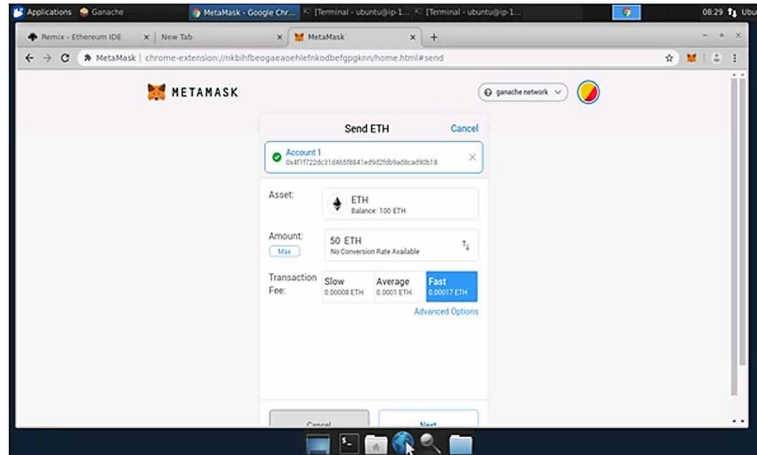 Applications Ganache MetaMask - Google Chr... [Terminal - ubuntu@ip-1... [Terminal - ubuntu@ip-1... 08:29 Ubu
Remix - Ethereum IDE × New Tab × MetaMask × +
MetaMask | chrome-extension://nkbihfbeogaeaoehlefnkodbefgpgknn/home.html#send
METAMASK
ganache network
Send ETH Cancel
Account 1
Asset:
ETH
Balance: 100 ETH
Amount:
Max
50 ETH
No Conversion Rate Available
Transaction Fee:
Slow Average Fast
0.00008 ETH 0.0001 ETH 0.00017 ETH
Advanced Options
Cancel Next